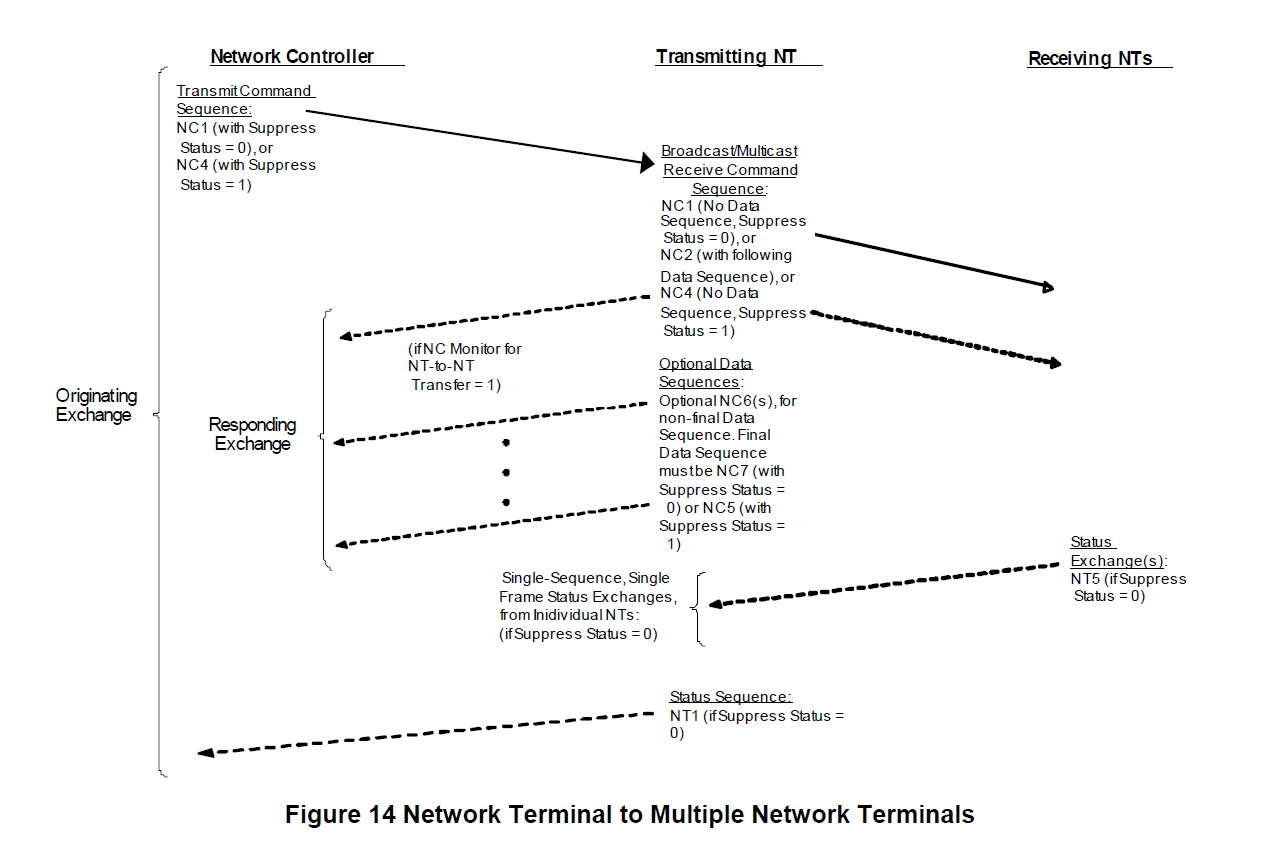 Network Controller
Transmitting NT
Receiving NTs
Transmit Command
Sequence:
NC1 (with Suppress
Status = 0), or
NC4 (with Suppress
Status = 1)
Broadcast/Multicast
Receive Command
Sequence:
NC1 (No Data
Sequence, Suppress
Status = 0), or
NC2 (with following
Data Sequence), or
NC4 (No Data
Sequence, Suppress
Status = 1)
(if NC Monitor for
NT-to-NT
Transfer = 1)
Originating
Exchange
Responding
Exchange
Optional Data
Sequences:
Optional NC6(s), for
non-final Data
Sequence. Final
Data Sequence
must be NC7 (with
Suppress Status =
0) or NC5 (with
Suppress Status =
1)
Status
Exchange(s):
NT5 (if Suppress
Status = 0)
Single-Sequence, Single
Frame Status Exchanges,
from Inidividual NTs:
(if Suppress Status = 0)
Status Sequence:
NT1 (if Suppress Status =
0)
Figure 14 Network Terminal to Multiple Network Terminals